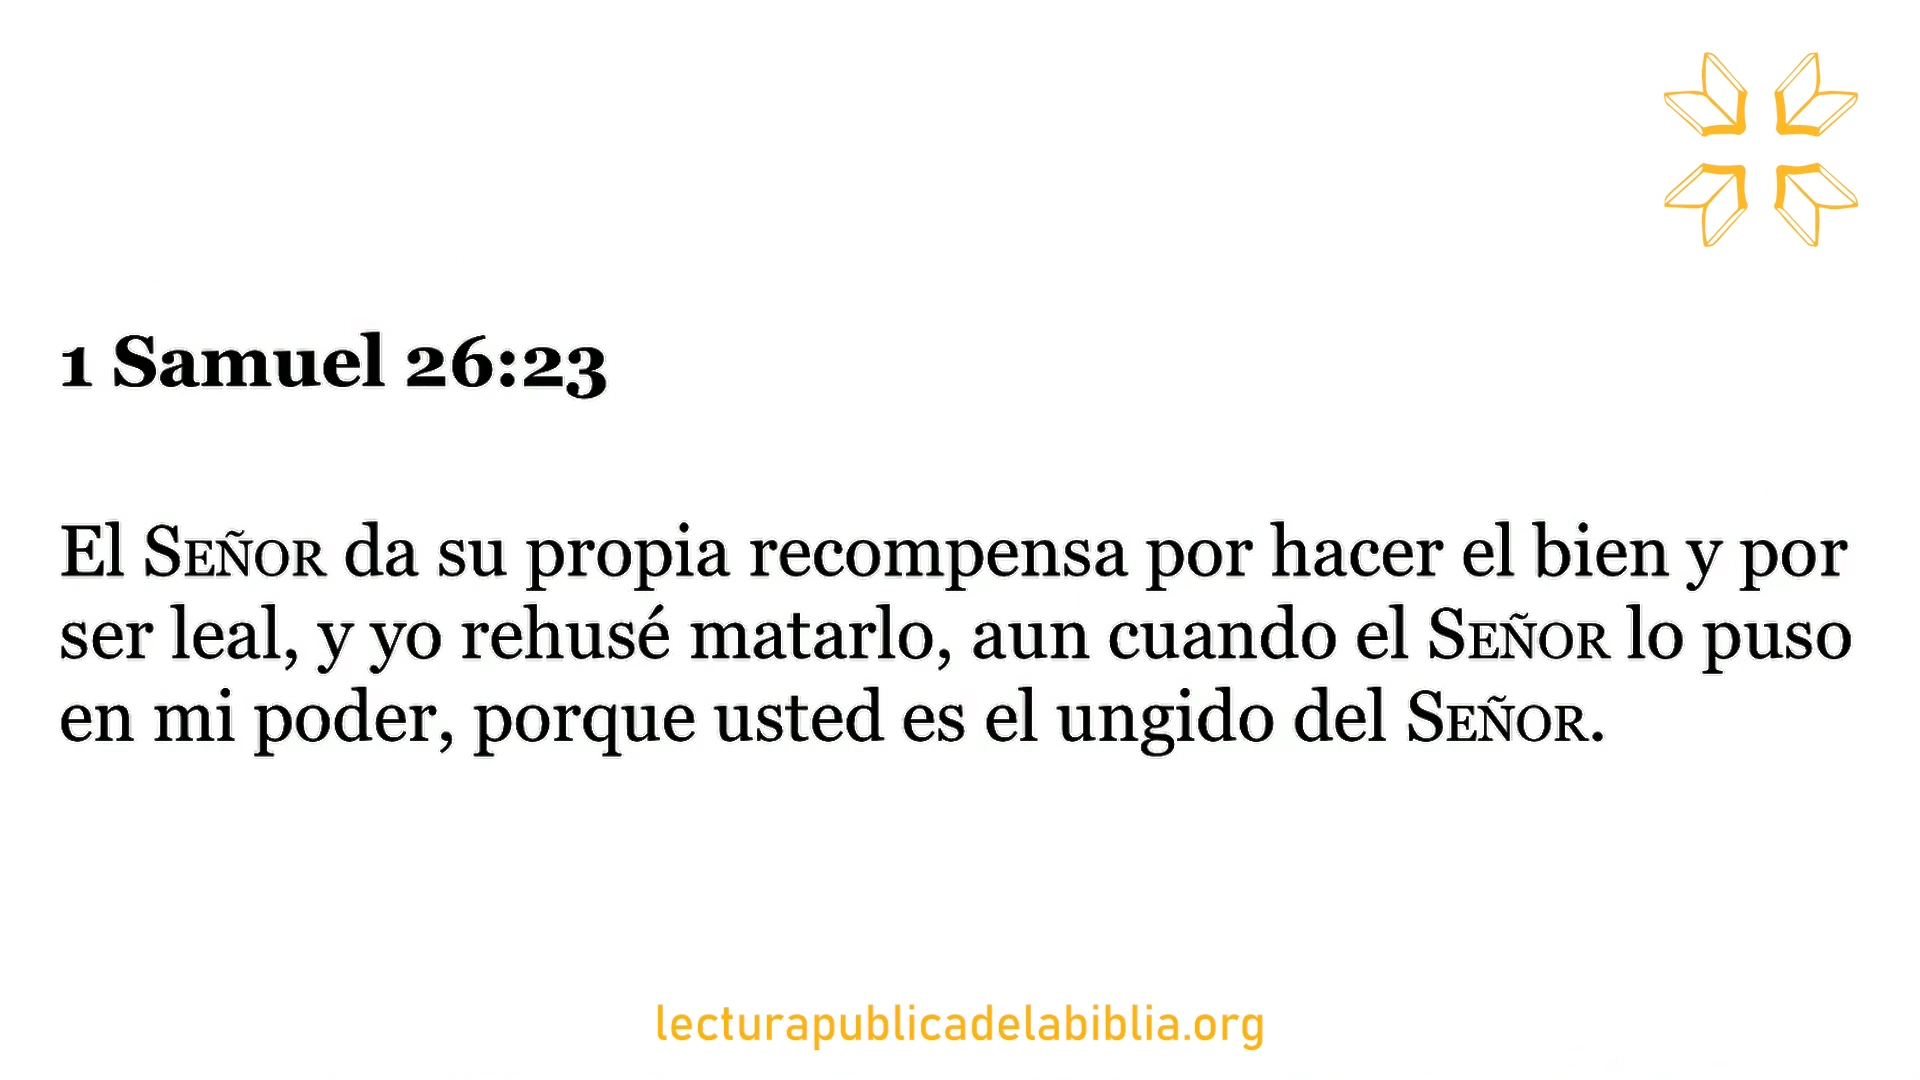 1 Samuel 26:23
El SEÑOR da su propia recompensa por hacer el bien y por
ser leal, y yo rehusé matarlo, aun cuando el SEÑOR lo puso
en mi poder, porque usted es el ungido del SEÑOR.
lecturapublicadelabiblia.org